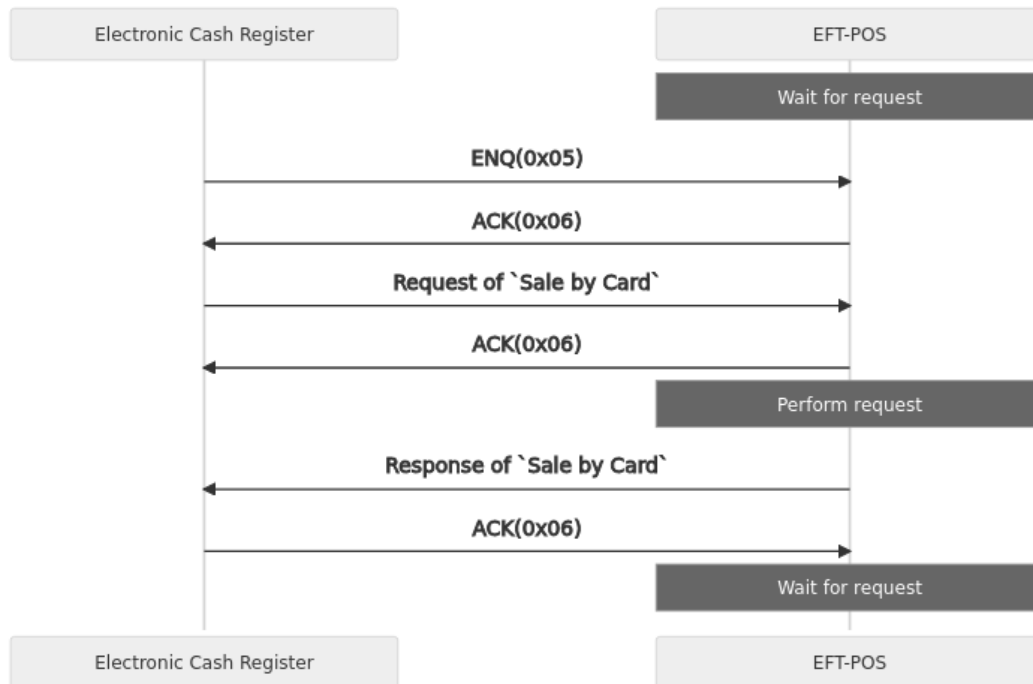 Electronic Cash Register
EFT-POS
Wait for request
ENQ(0x05)
ACK(0x06)
Request of `Sale by Card`
ACK(0x06)
Perform request
Response of `Sale by Card`
ACK(0x06)
Wait for request
Electronic Cash Register
EFT-POS